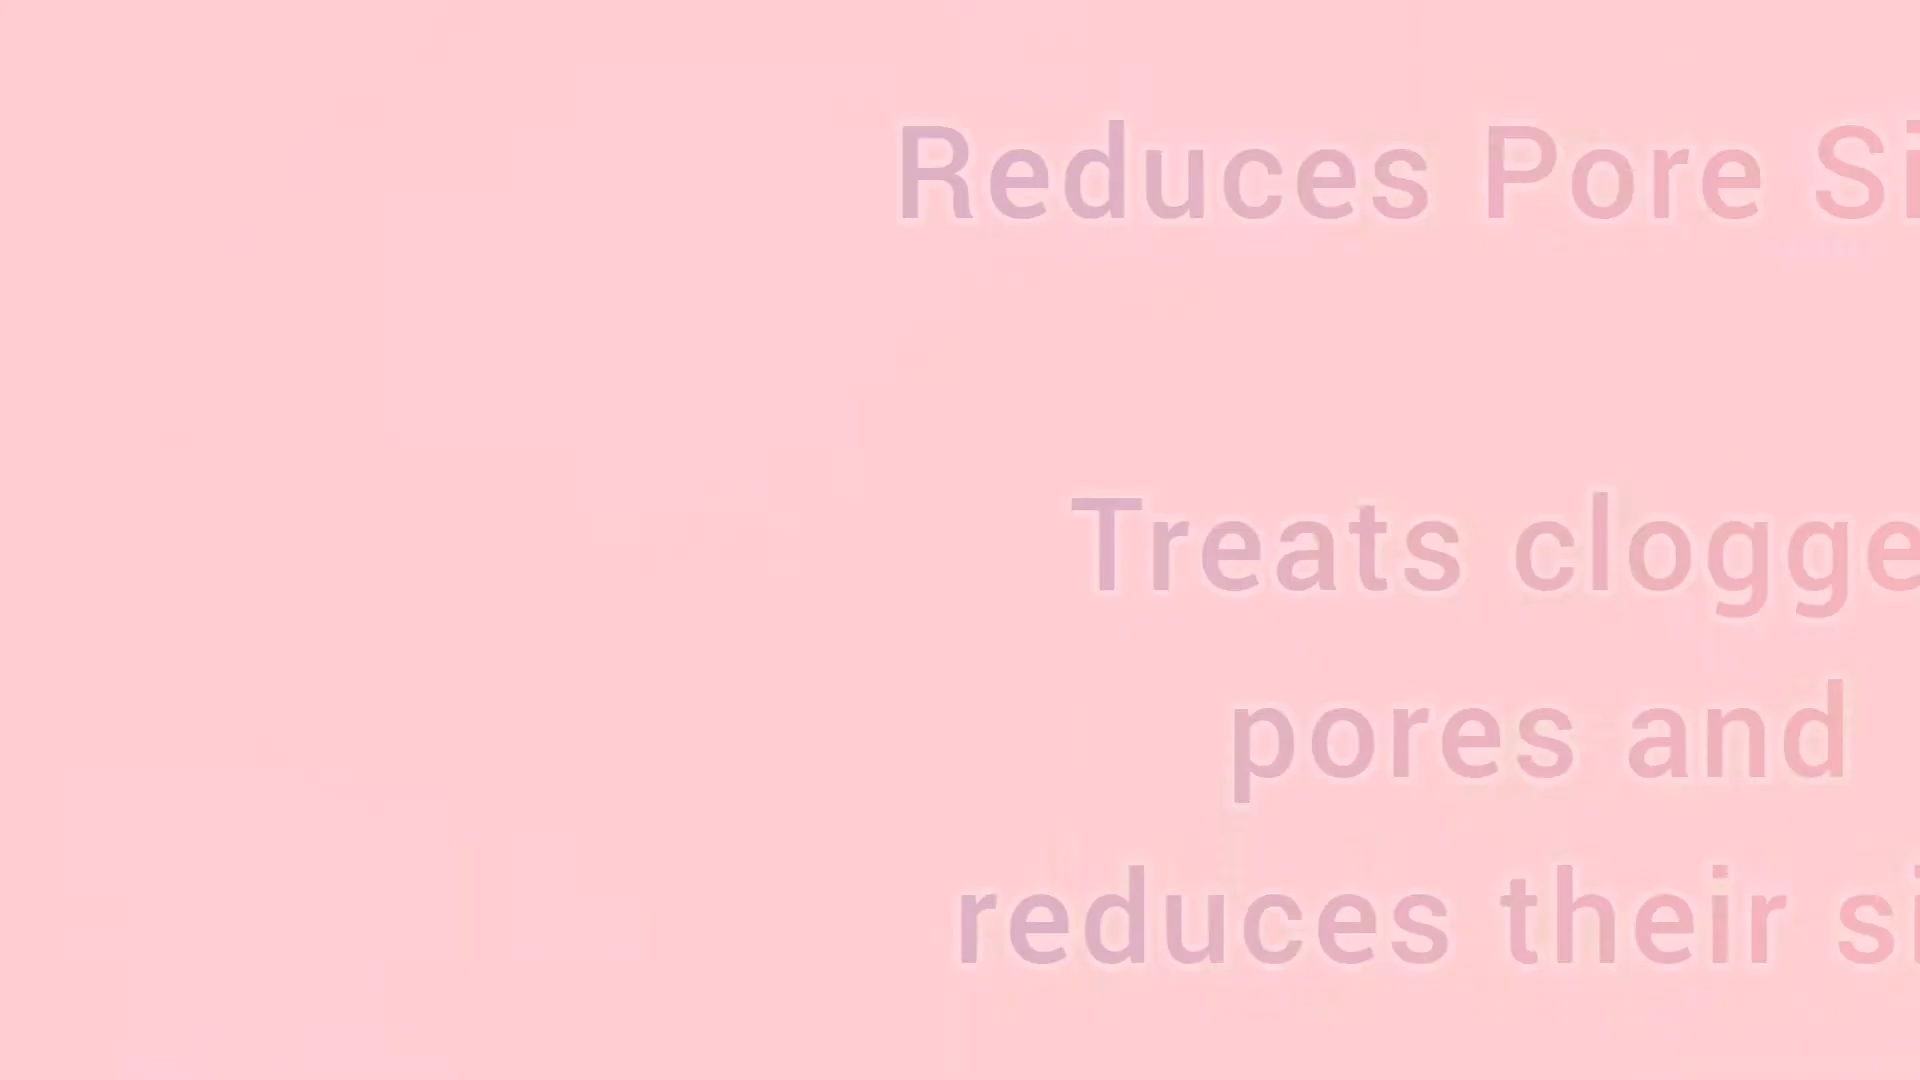 Reduces Pore Si
Treats clogge
pores and
reduces their si